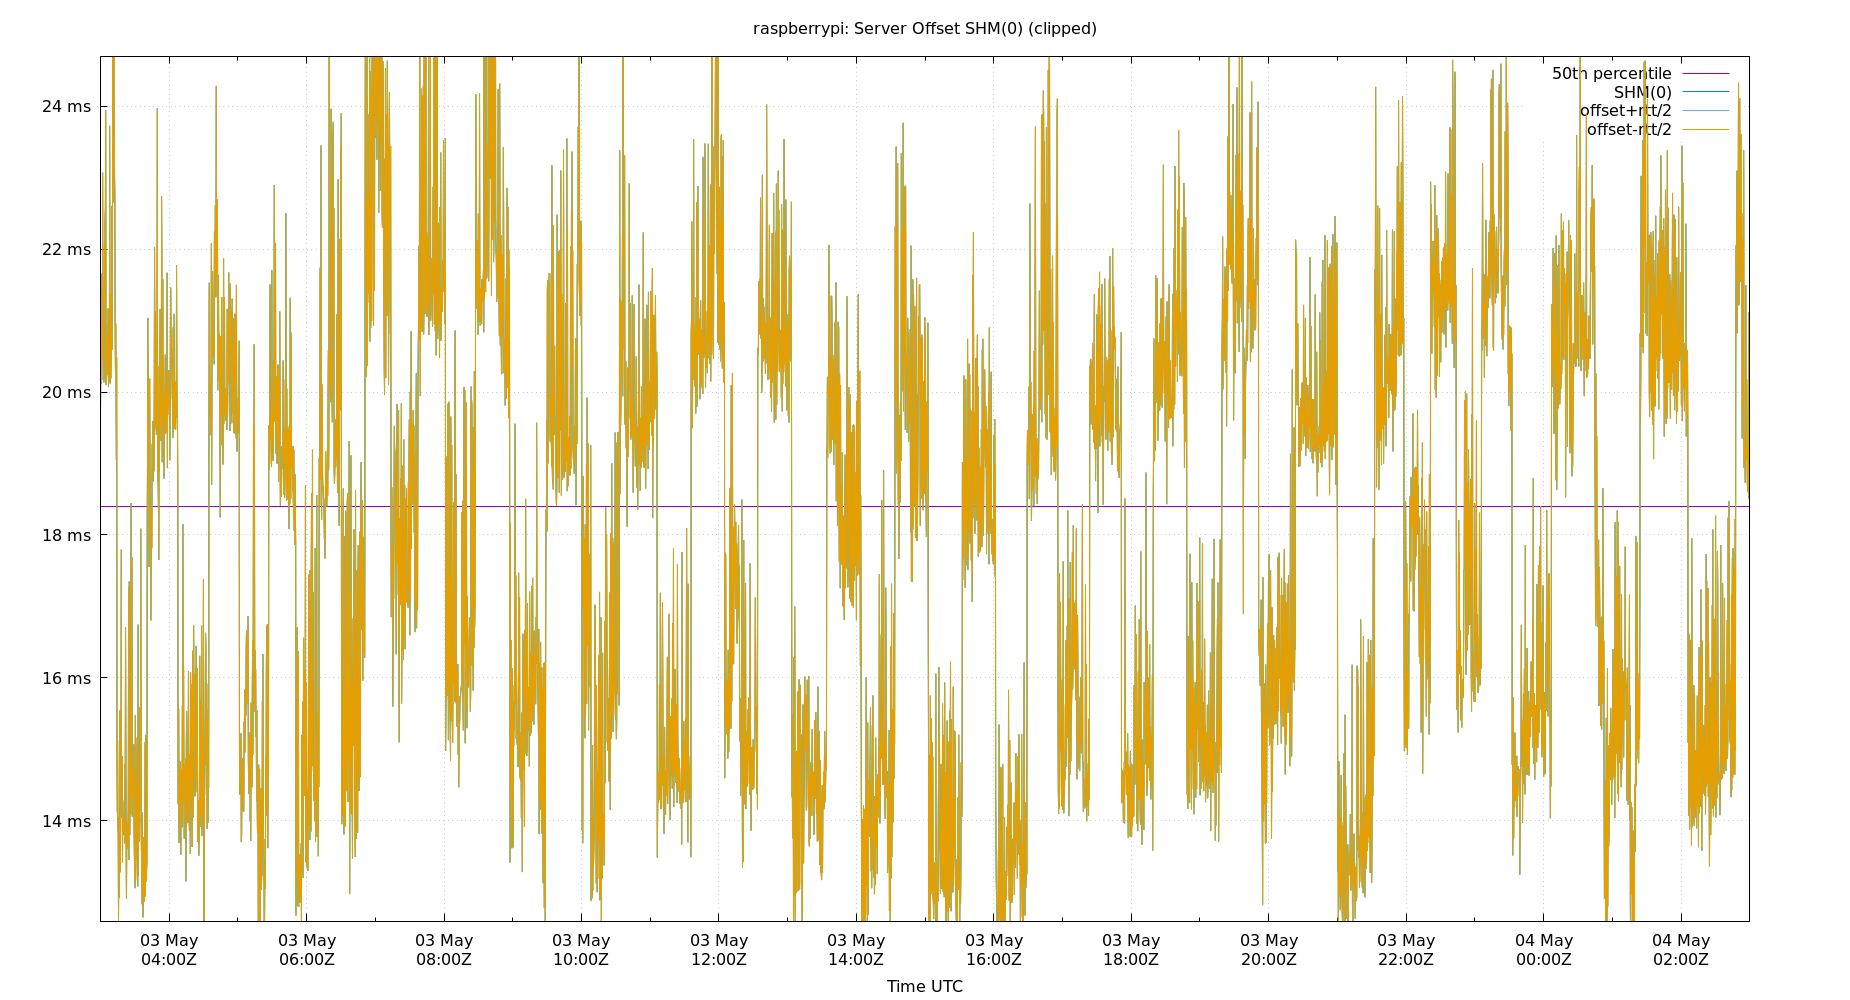 raspberrypi: Server Offset SHM(0) (clipped)
50th percentile
SHM(0)
offset+rtt/2
offset-rtt/2
24 ms
22 ms
20 ms
18 ms
16 ms
14 ms
03 May 03 May 03 May 03 May 03 May 03 May 03 May 03 May 03 May 03 May 04 May 04 May
04:00Z 06:00Z 08:00Z 10:00Z 12:00Z 14:00Z 16:00Z 18:00Z 20:00Z 22:00Z 00:00Z 02:00Z
Time UTC